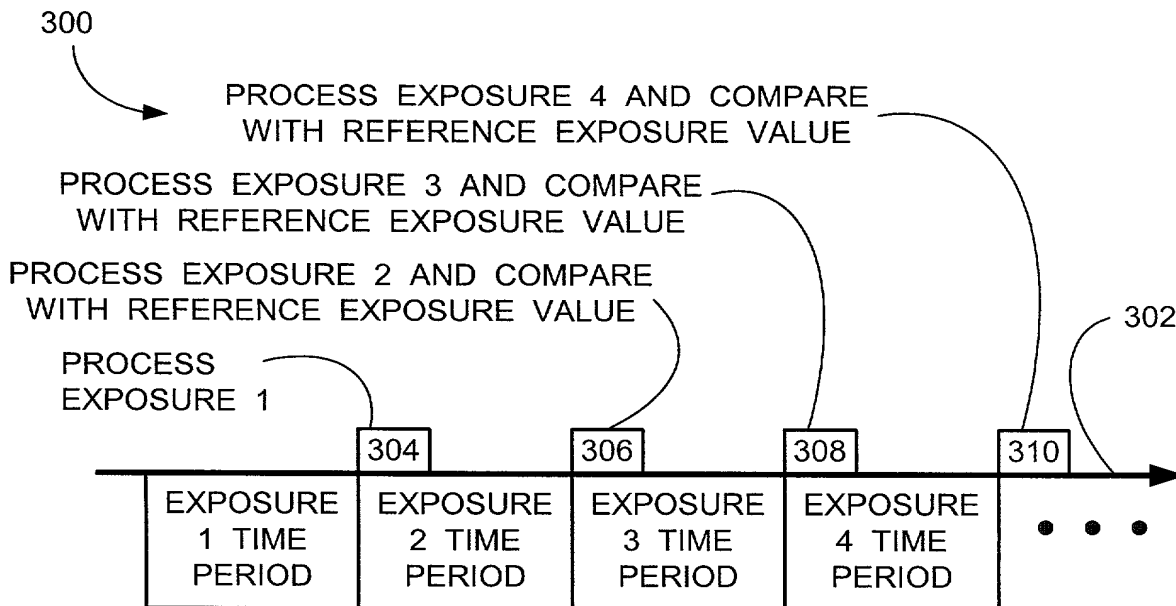 300
PROCESS EXPOSURE 4 AND COMPARE
WITH REFERENCE EXPOSURE VALUE
PROCESS EXPOSURE 3 AND COMPARE
WITH REFERENCE EXPOSURE VALUE
PROCESS EXPOSURE 2 AND COMPARE
WITH REFERENCE EXPOSURE VALUE
302
PROCESS
EXPOSURE 1
304
306
308
310
EXPOSURE
1 TIME
PERIOD
EXPOSURE
2 TIME
PERIOD
EXPOSURE
3 TIME
PERIOD
EXPOSURE
4 TIME
PERIOD